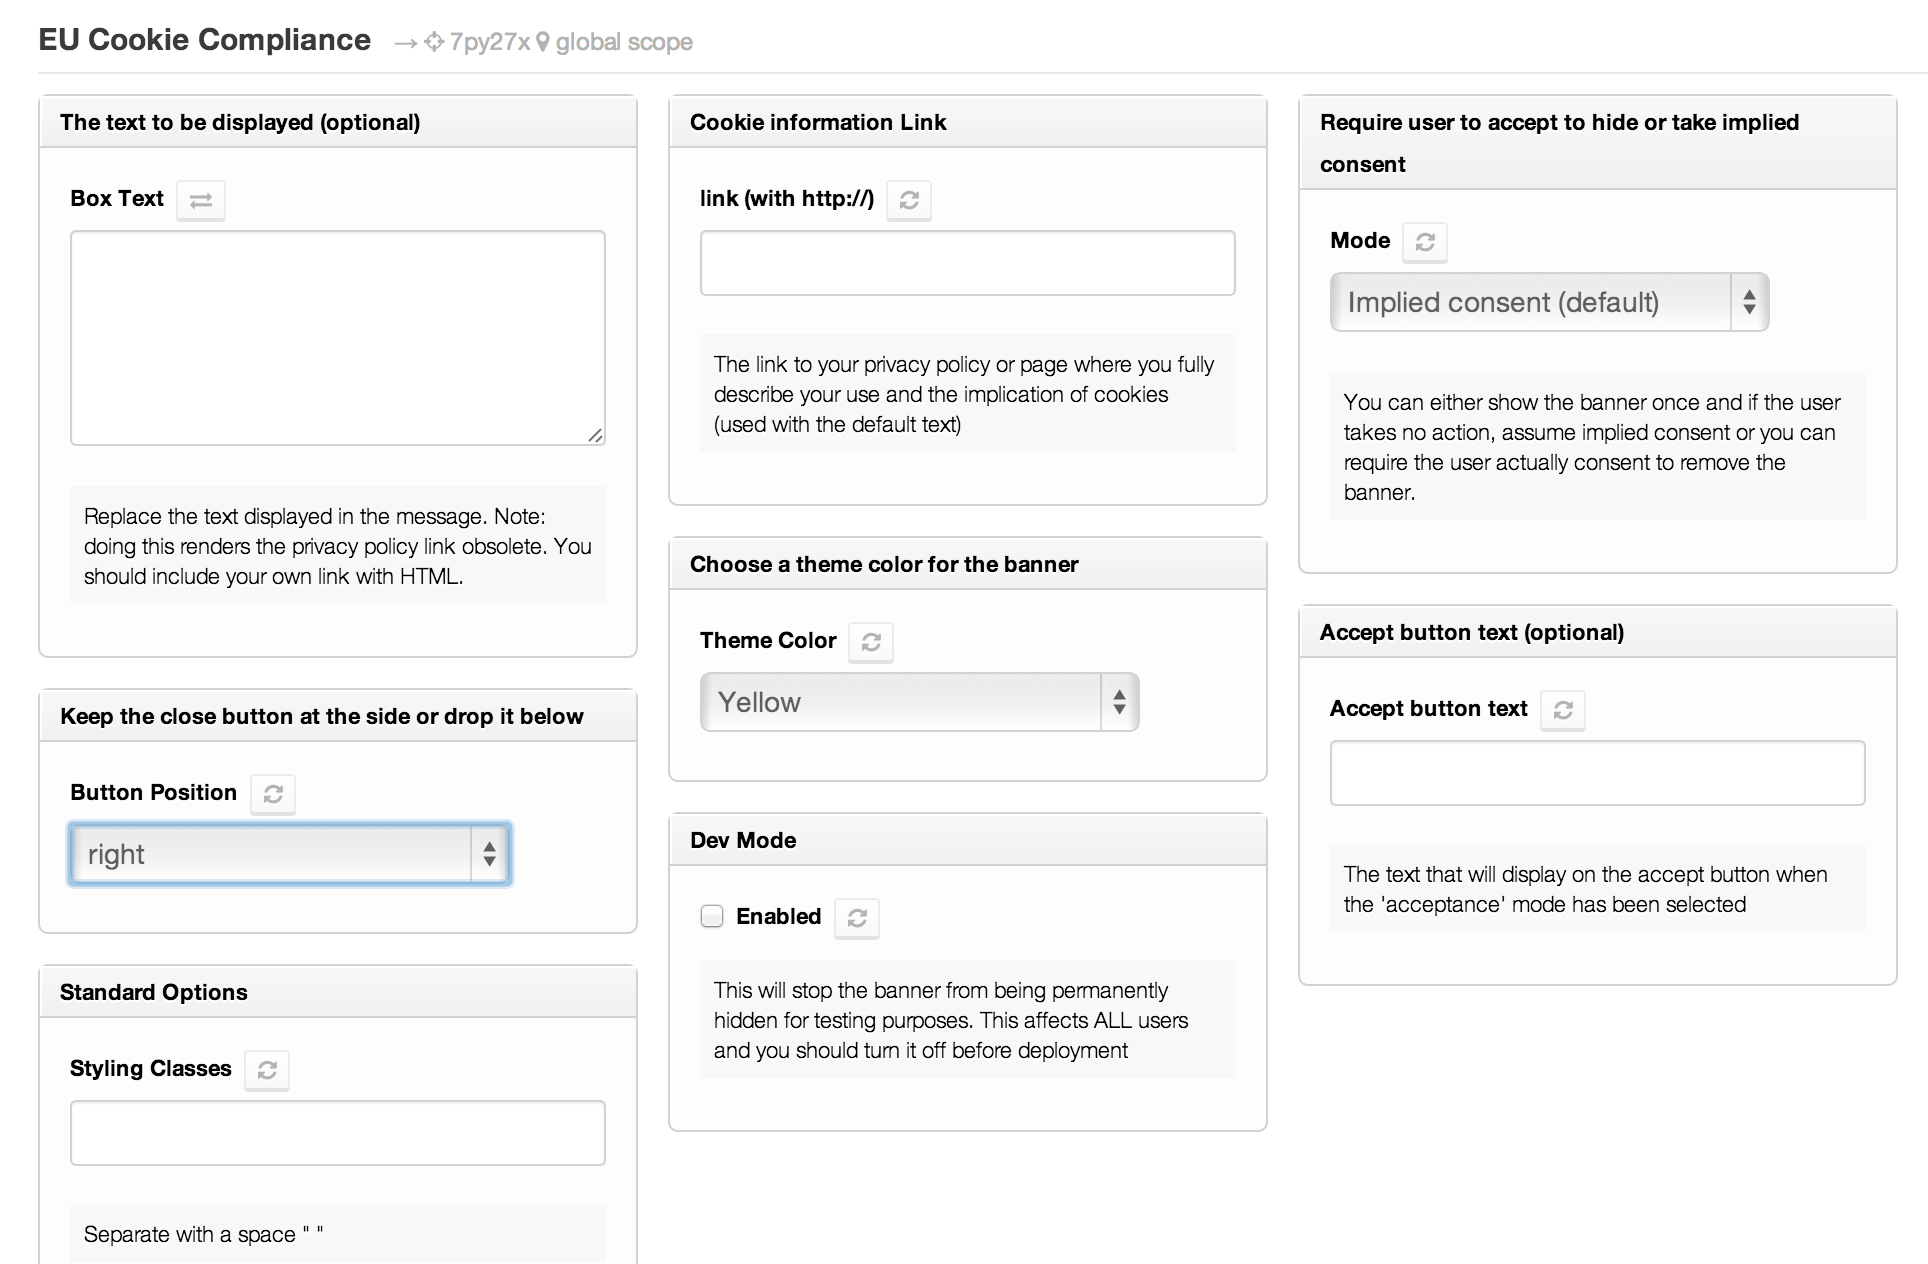 EU Cookie Compliance → 7py27x global scope
The text to be displayed (optional)
Box Text
Replace the text displayed in the message. Note:
doing this renders the privacy policy link obsolete. You
should include your own link with HTML.
Keep the close button at the side or drop it below
Button Position
right
Standard Options
Styling Classes
Separate with a space " "
Cookie information Link
link (with http://)
The link to your privacy policy or page where you fully
describe your use and the implication of cookies
(used with the default text)
Choose a theme color for the banner
Theme Color
Yellow
Dev Mode
Enabled
This will stop the banner from being permanently
hidden for testing purposes. This affects ALL users
and you should turn it off before deployment
Require user to accept to hide or take implied
consent
Mode
Implied consent (default)
You can either show the banner once and if the user
takes no action, assume implied consent or you can
require the user actually consent to remove the
banner.
Accept button text (optional)
Accept button text
The text that will display on the accept button when
the 'acceptance' mode has been selected